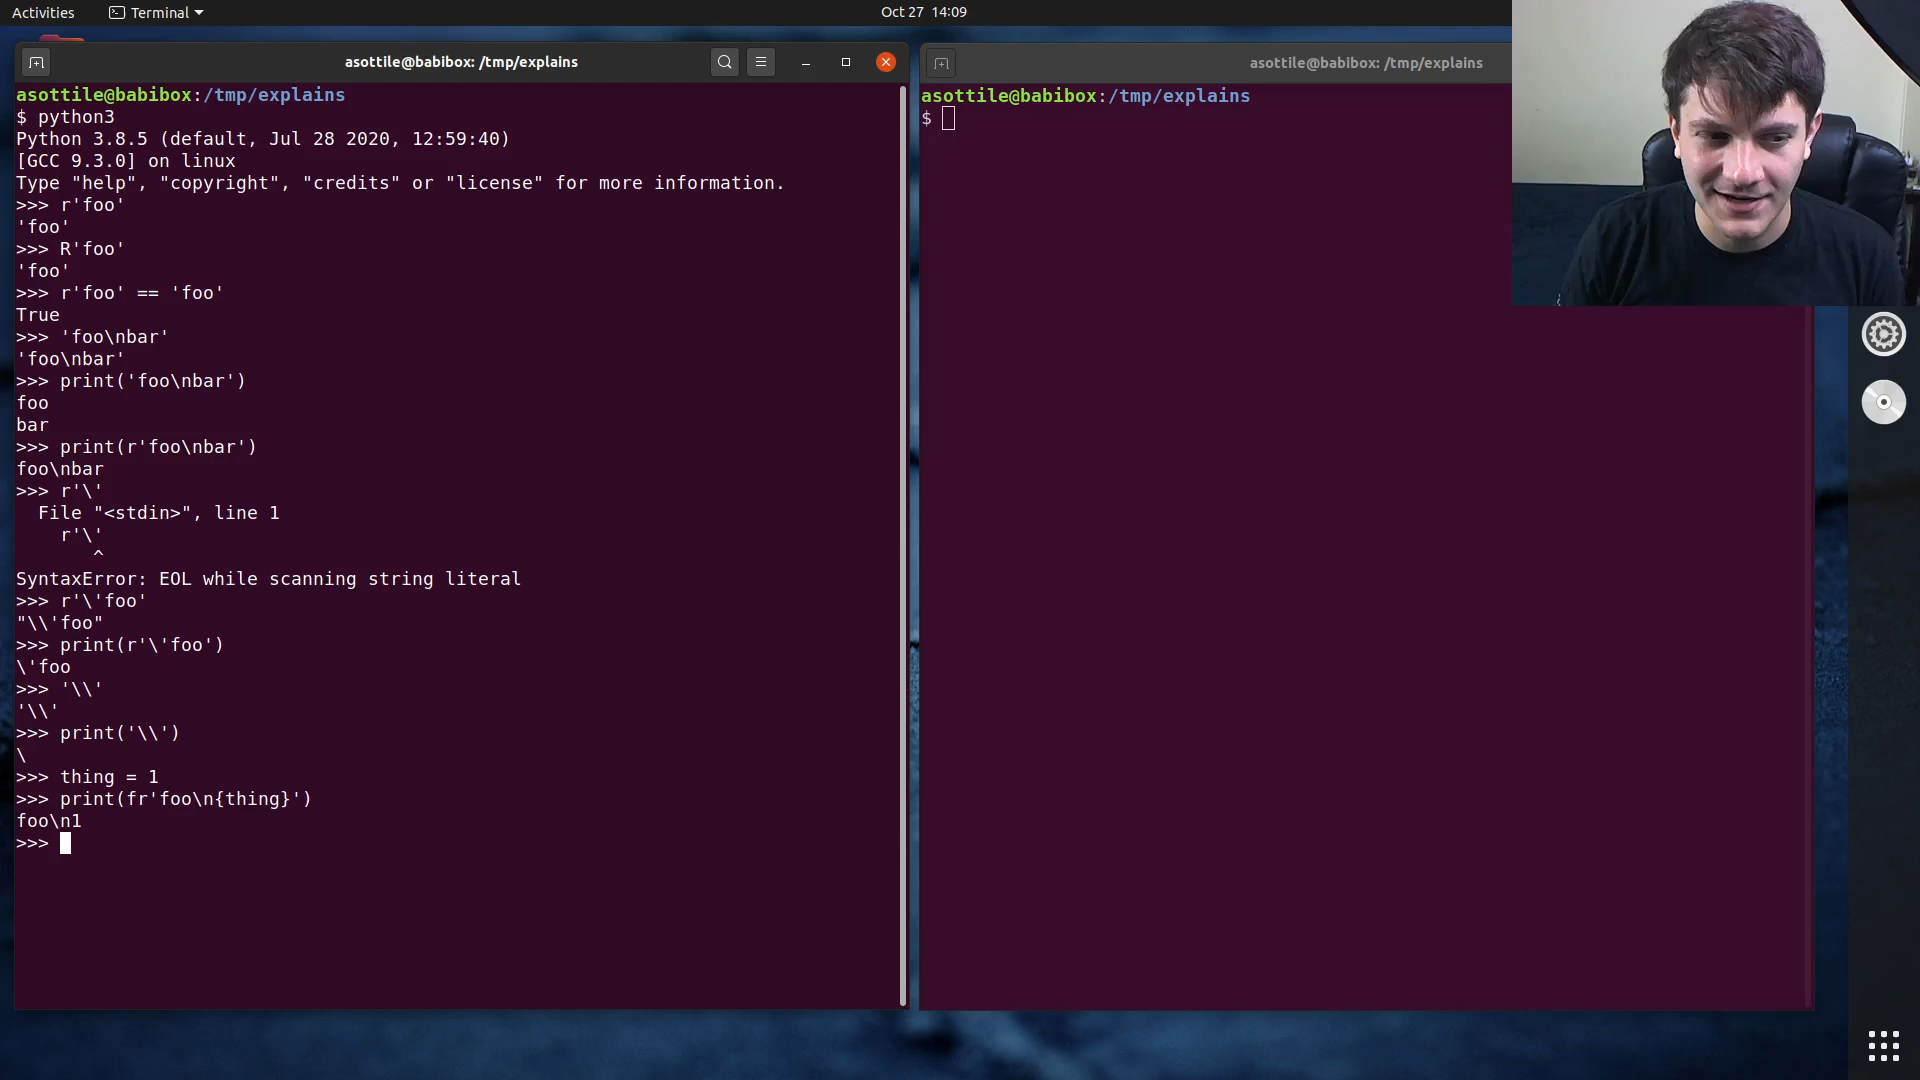 Activities
Terminal
Oct 27 14:09
asottile@babibox: /tmp/explains
asottile@babibox:/tmp/explains
$ python3
Python 3.8.5 (default, Jul 28 2020, 12:59:40)
[GCC 9.3.0] on linux
Type "help", "copyright", "credits" or "license" for more information.
>>> r'foo'
'foo'
>>> R'foo'
'foo'
>>> r'foo' == 'foo'
True
>>> 'foo\nbar'
'foo\nbar'
>>> print('foo\nbar')
foo
bar
>>> print(r'foo\nbar')
foo\nbar
>>> r'\'
  File "<stdin>", line 1
    r'\'
       ^
SyntaxError: EOL while scanning string literal
>>> r'\'foo'
"\\'foo"
>>> print(r'\'foo')
\'foo
>>> '\\'
'\\'
>>> print('\\')
\
>>> thing = 1
>>> print(fr'foo\n{thing}')
foo\n1
>>>
asottile@babibox: /tmp/explains
asottile@babibox:/tmp/explains
$